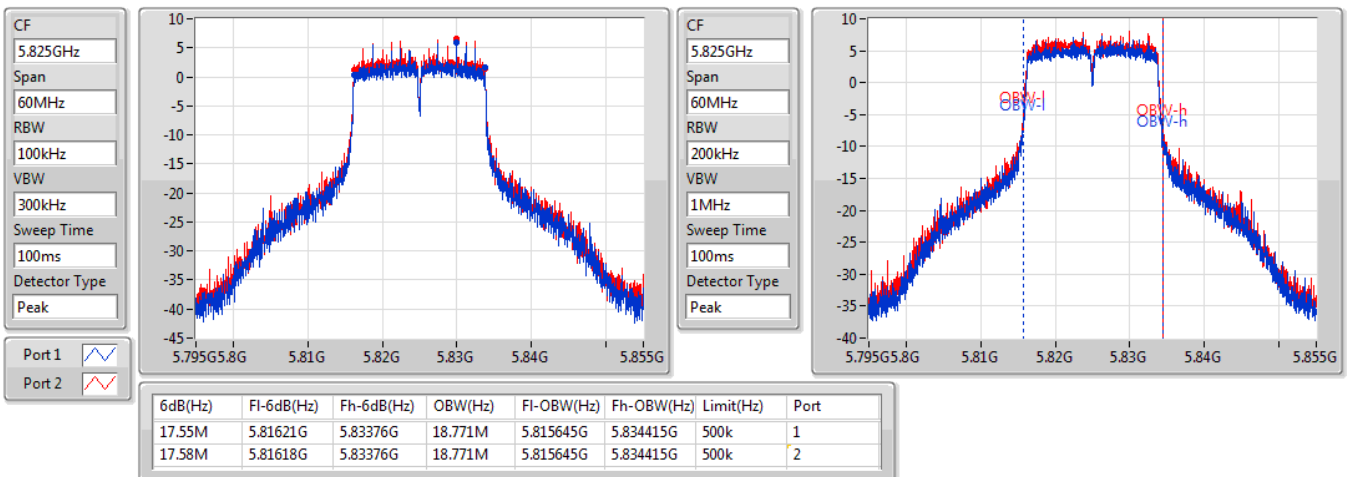 CF
5.825GHz
Span
60MHz
RBW
100kHz
VBW
300kHz
Sweep Time
100ms
Detector Type
Peak
Port 1
Port 2
10
5
0
-5
-10
-15
-20
-25
-30
-35
-40
-45
5.795G 5.8G 5.81G 5.82G 5.83G 5.84G 5.855G
CF
5.825GHz
Span
60MHz
RBW
200kHz
VBW
1MHz
Sweep Time
100ms
Detector Type
Peak
10
5
0
-5
-10
-15
-20
-25
-30
-35
-40
OBW-l
OBW-l
OBW-h
OBW-h
5.795G 5.8G 5.81G 5.82G 5.83G 5.84G 5.855G
6dB(Hz) Fl-6dB(Hz) Fh-6dB(Hz) OBW(Hz) Fl-OBW(Hz) Fh-OBW(Hz) Limit(Hz) Port
17.55M 5.81621G 5.83376G 18.771M 5.815645G 5.834415G 500k 1
17.58M 5.81618G 5.83376G 18.771M 5.815645G 5.834415G 500k 2